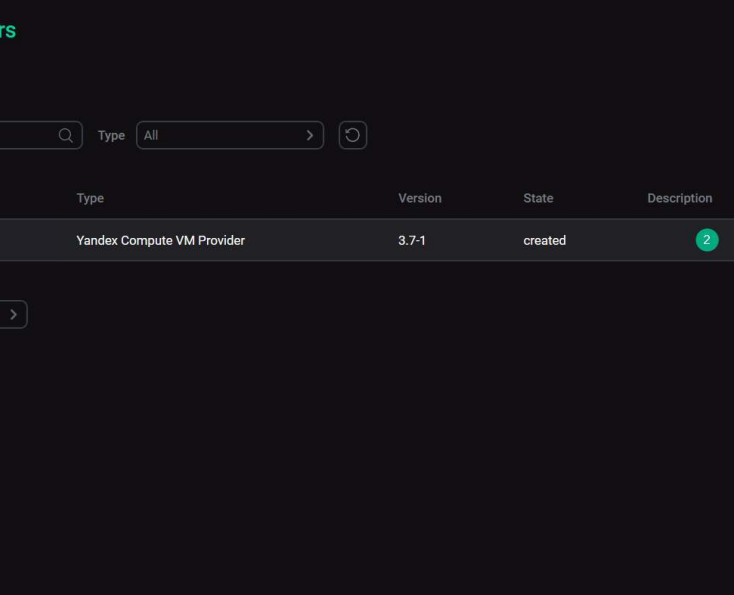 rs
Type All
Type Version State Description
Yandex Compute VM Provider 3.7-1 created 2